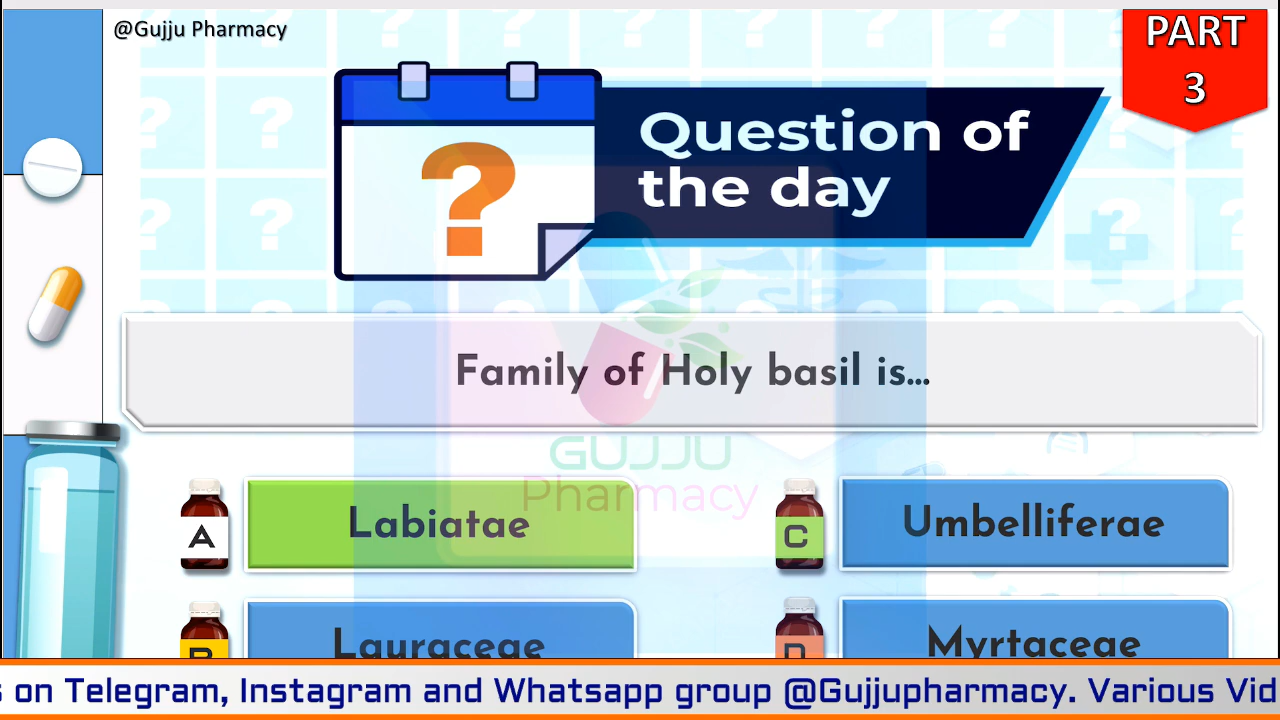 @Gujju Pharmacy
PART
3
?
Question of
the day
Family of Holy basil is...
GUJJU
Pharmacy
A Labiatae
C Umbelliferae
B Lauraceae
D Myrtaceae
s on Telegram, Instagram and Whatsapp group @Gujjupharmacy. Various Vid